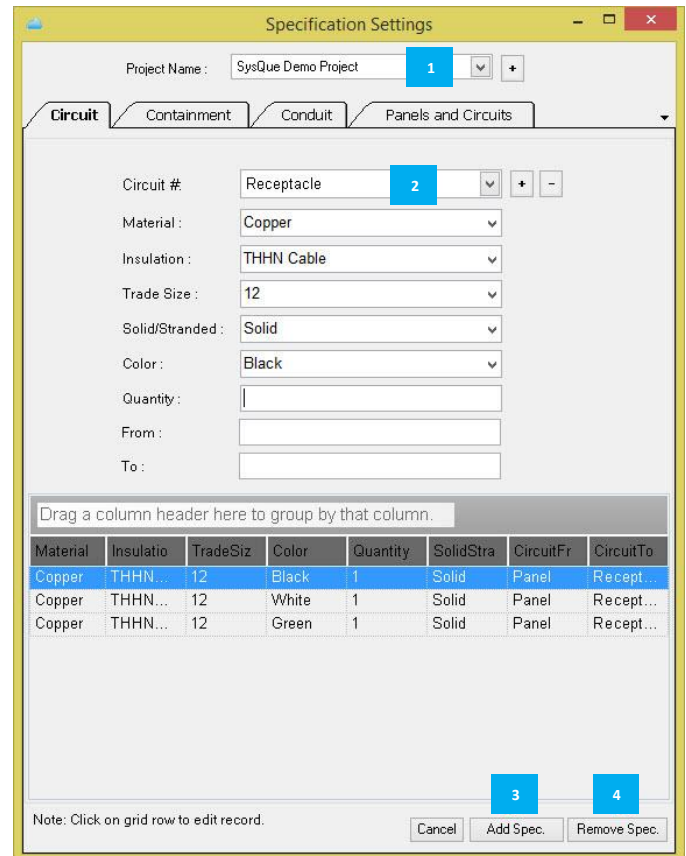 Specification Settings
Project Name : SysQue Demo Project 1 +
Circuit Containment Conduit Panels and Circuits
Circuit #: Receptacle 2 + -
Material : Copper
Insulation : THHN Cable
Trade Size : 12
Solid/Stranded : Solid
Color : Black
Quantity :
From :
To :
Drag a column header here to group by that column.
Material Insulatio TradeSiz Color Quantity SolidStra CircuitFr CircuitTo
Copper THHN... 12 Black 1 Solid Panel Recept...
Copper THHN... 12 White 1 Solid Panel Recept...
Copper THHN... 12 Green 1 Solid Panel Recept...
3 4
Note: Click on grid row to edit record. Cancel Add Spec. Remove Spec.